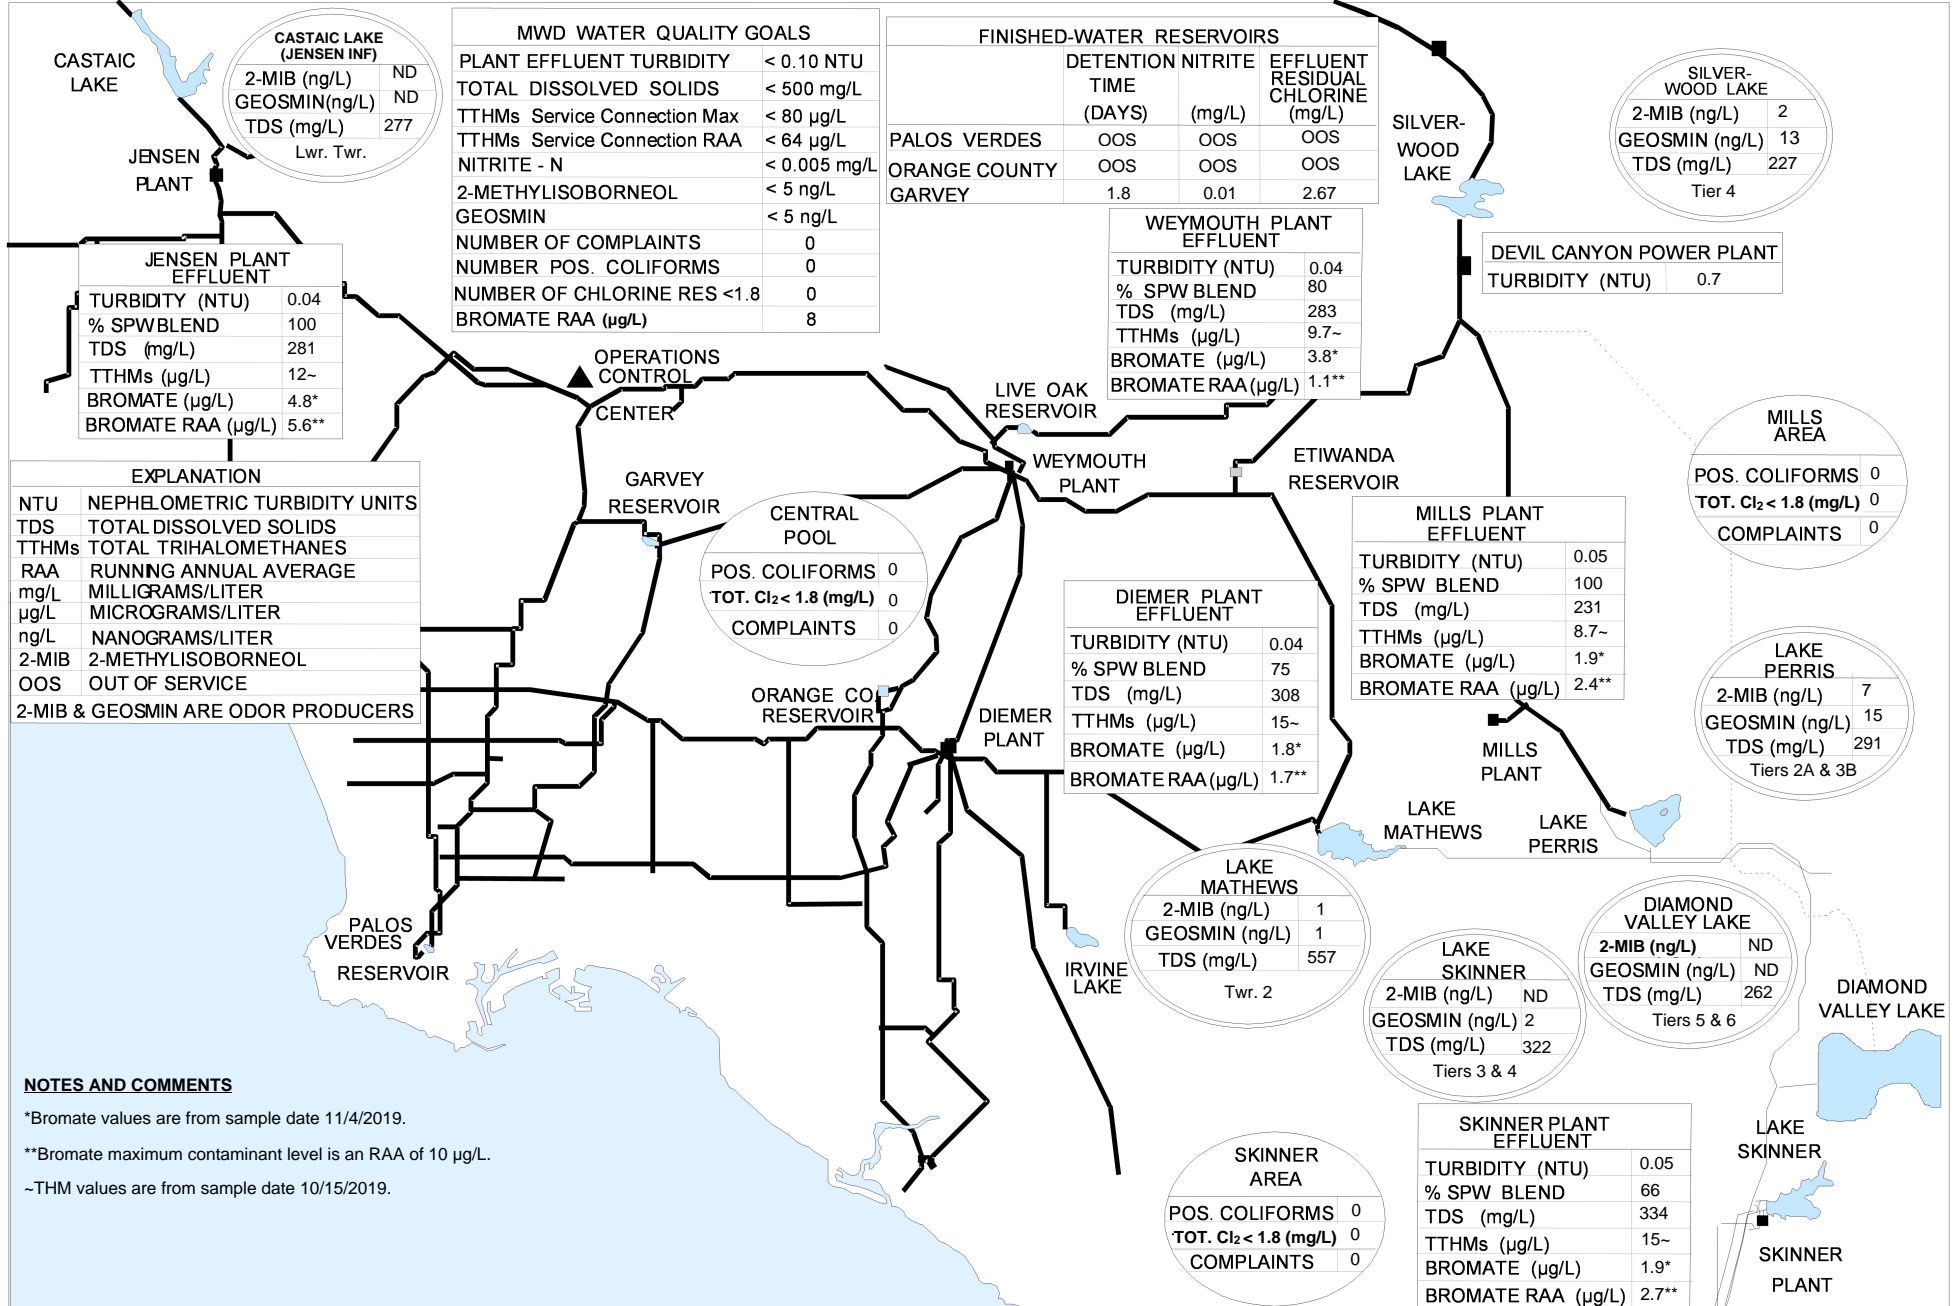 CASTAIC
LAKE
CASTAIC LAKE
(JENSEN INF)
2-MIB (ng/L) ND
GEOSMIN(ng/L) ND
TDS (mg/L) 277
Lwr. Twr.
MWD WATER QUALITY GOALS
PLANT EFFLUENT TURBIDITY < 0.10 NTU
TOTAL DISSOLVED SOLIDS < 500 mg/L
TTHMs Service Connection Max < 80 µg/L
TTHMs Service Connection RAA < 64 µg/L
NITRITE - N < 0.005 mg/L
2-METHYLISOBORNEOL < 5 ng/L
GEOSMIN < 5 ng/L
NUMBER OF COMPLAINTS 0
NUMBER POS. COLIFORMS 0
NUMBER OF CHLORINE RES <1.8 0
BROMATE RAA (µg/L) 8
FINISHED-WATER RESERVOIRS
DETENTION TIME (DAYS) NITRITE (mg/L) EFFLUENT RESIDUAL CHLORINE (mg/L)
PALOS VERDES OOS OOS OOS
ORANGE COUNTY OOS OOS OOS
GARVEY 1.8 0.01 2.67
SILVER-
WOOD
LAKE
SILVER-
WOOD LAKE
2-MIB (ng/L) 2
GEOSMIN (ng/L) 13
TDS (mg/L) 227
Tier 4
JENSEN
PLANT
JENSEN PLANT
EFFLUENT
TURBIDITY (NTU) 0.04
% SPW BLEND 100
TDS (mg/L) 281
TTHMs (µg/L) 12~
BROMATE (µg/L) 4.8*
BROMATE RAA (µg/L) 5.6**
WEYMOUTH PLANT
EFFLUENT
TURBIDITY (NTU) 0.04
% SPW BLEND 80
TDS (mg/L) 283
TTHMs (µg/L) 9.7~
BROMATE (µg/L) 3.8*
BROMATE RAA (µg/L) 1.1**
DEVIL CANYON POWER PLANT
TURBIDITY (NTU) 0.7
OPERATIONS
CONTROL
CENTER
LIVE OAK
RESERVOIR
WEYMOUTH
PLANT
ETIWANDA
RESERVOIR
GARVEY
RESERVOIR
MILLS
AREA
POS. COLIFORMS 0
TOT. Cl2 < 1.8 (mg/L) 0
COMPLAINTS 0
EXPLANATION
NTU NEPHELOMETRIC TURBIDITY UNITS
TDS TOTAL DISSOLVED SOLIDS
TTHMs TOTAL TRIHALOMETHANES
RAA RUNNING ANNUAL AVERAGE
mg/L MILLIGRAMS/LITER
µg/L MICROGRAMS/LITER
ng/L NANOGRAMS/LITER
2-MIB 2-METHYLISOBORNEOL
OOS OUT OF SERVICE
2-MIB & GEOSMIN ARE ODOR PRODUCERS
CENTRAL
POOL
POS. COLIFORMS 0
TOT. Cl2 < 1.8 (mg/L) 0
COMPLAINTS 0
MILLS PLANT
EFFLUENT
TURBIDITY (NTU) 0.05
% SPW BLEND 100
TDS (mg/L) 231
TTHMs (µg/L) 8.7~
BROMATE (µg/L) 1.9*
BROMATE RAA (µg/L) 2.4**
DIEMER PLANT
EFFLUENT
TURBIDITY (NTU) 0.04
% SPW BLEND 75
TDS (mg/L) 308
TTHMs (µg/L) 15~
BROMATE (µg/L) 1.8*
BROMATE RAA (µg/L) 1.7**
LAKE
PERRIS
2-MIB (ng/L) 7
GEOSMIN (ng/L) 15
TDS (mg/L) 291
Tiers 2A & 3B
ORANGE CO
RESERVOIR
DIEMER
PLANT
MILLS
PLANT
LAKE
MATHEWS
LAKE
PERRIS
LAKE
MATHEWS
2-MIB (ng/L) 1
GEOSMIN (ng/L) 1
TDS (mg/L) 557
Twr. 2
DIAMOND
VALLEY LAKE
2-MIB (ng/L) ND
GEOSMIN (ng/L) ND
TDS (mg/L) 262
Tiers 5 & 6
PALOS
VERDES
RESERVOIR
IRVINE
LAKE
LAKE
SKINNER
2-MIB (ng/L) ND
GEOSMIN (ng/L) 2
TDS (mg/L) 322
Tiers 3 & 4
DIAMOND
VALLEY LAKE
NOTES AND COMMENTS
*Bromate values are from sample date 11/4/2019.
**Bromate maximum contaminant level is an RAA of 10 µg/L.
~THM values are from sample date 10/15/2019.
SKINNER
AREA
POS. COLIFORMS 0
TOT. Cl2 < 1.8 (mg/L) 0
COMPLAINTS 0
SKINNER PLANT
EFFLUENT
TURBIDITY (NTU) 0.05
% SPW BLEND 66
TDS (mg/L) 334
TTHMs (µg/L) 15~
BROMATE (µg/L) 1.9*
BROMATE RAA (µg/L) 2.7**
LAKE
SKINNER
SKINNER
PLANT